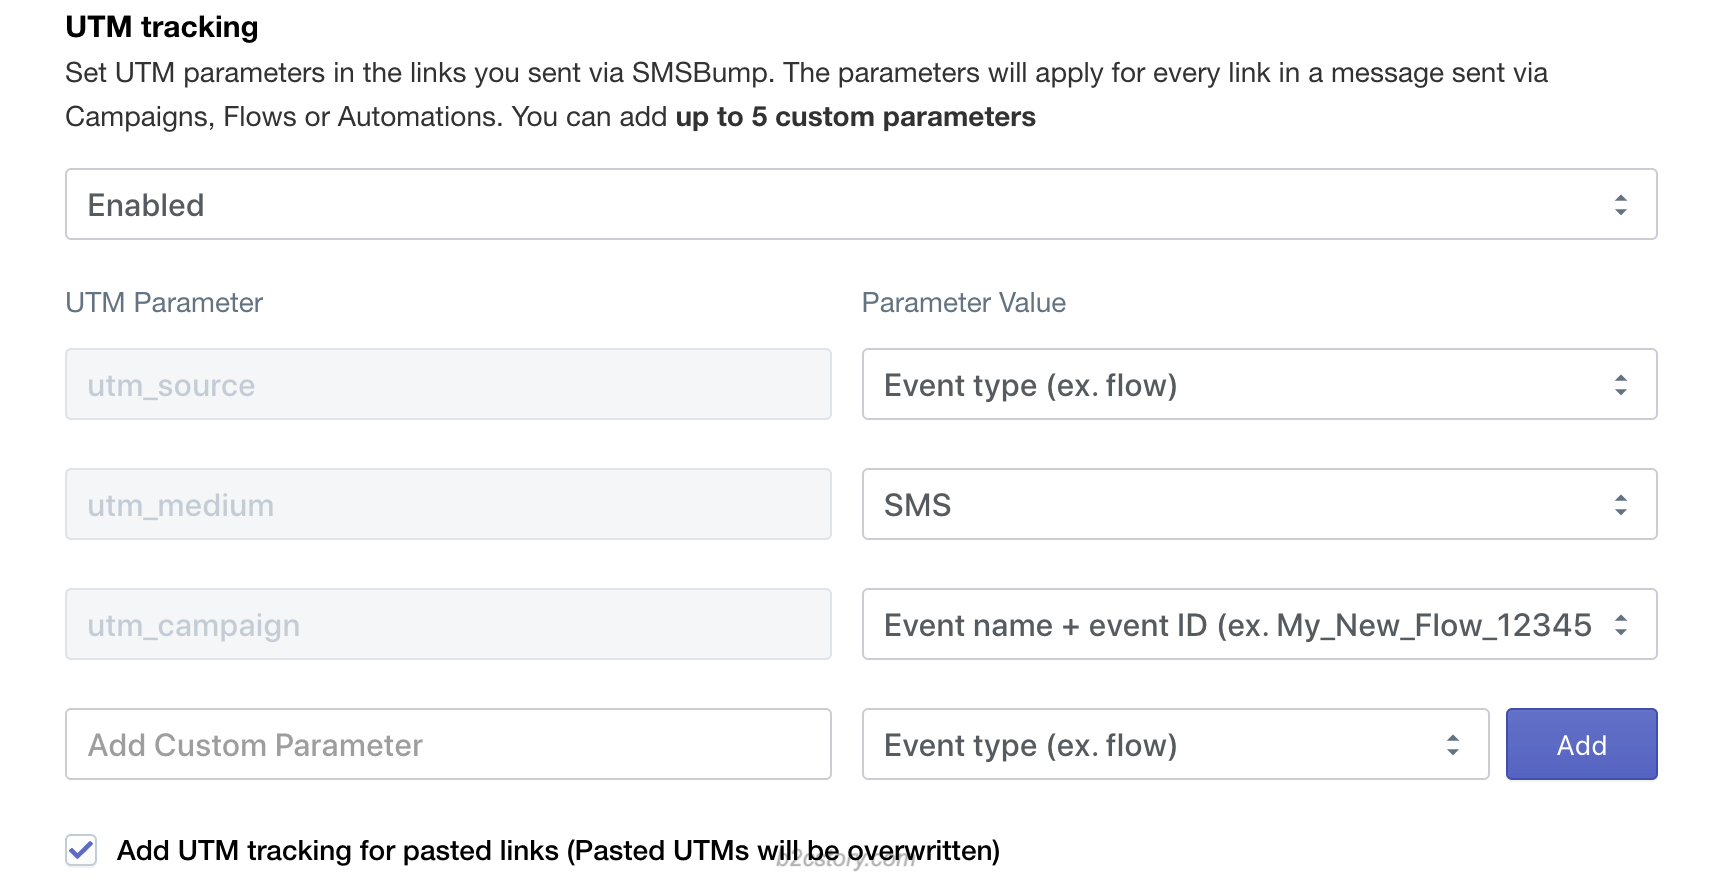 UTM tracking
Set UTM parameters in the links you sent via SMSBump. The parameters will apply for every link in a message sent via
Campaigns, Flows or Automations. You can add up to 5 custom parameters
Enabled
UTM Parameter
Parameter Value
utm_source
Event type (ex. flow)
utm_medium
SMS
utm_campaign
Event name + event ID (ex. My_New_Flow_12345
Add Custom Parameter
Event type (ex. flow)
Add
Add UTM tracking for pasted links (Pasted UTMs will be overwritten)
b2cstory.com